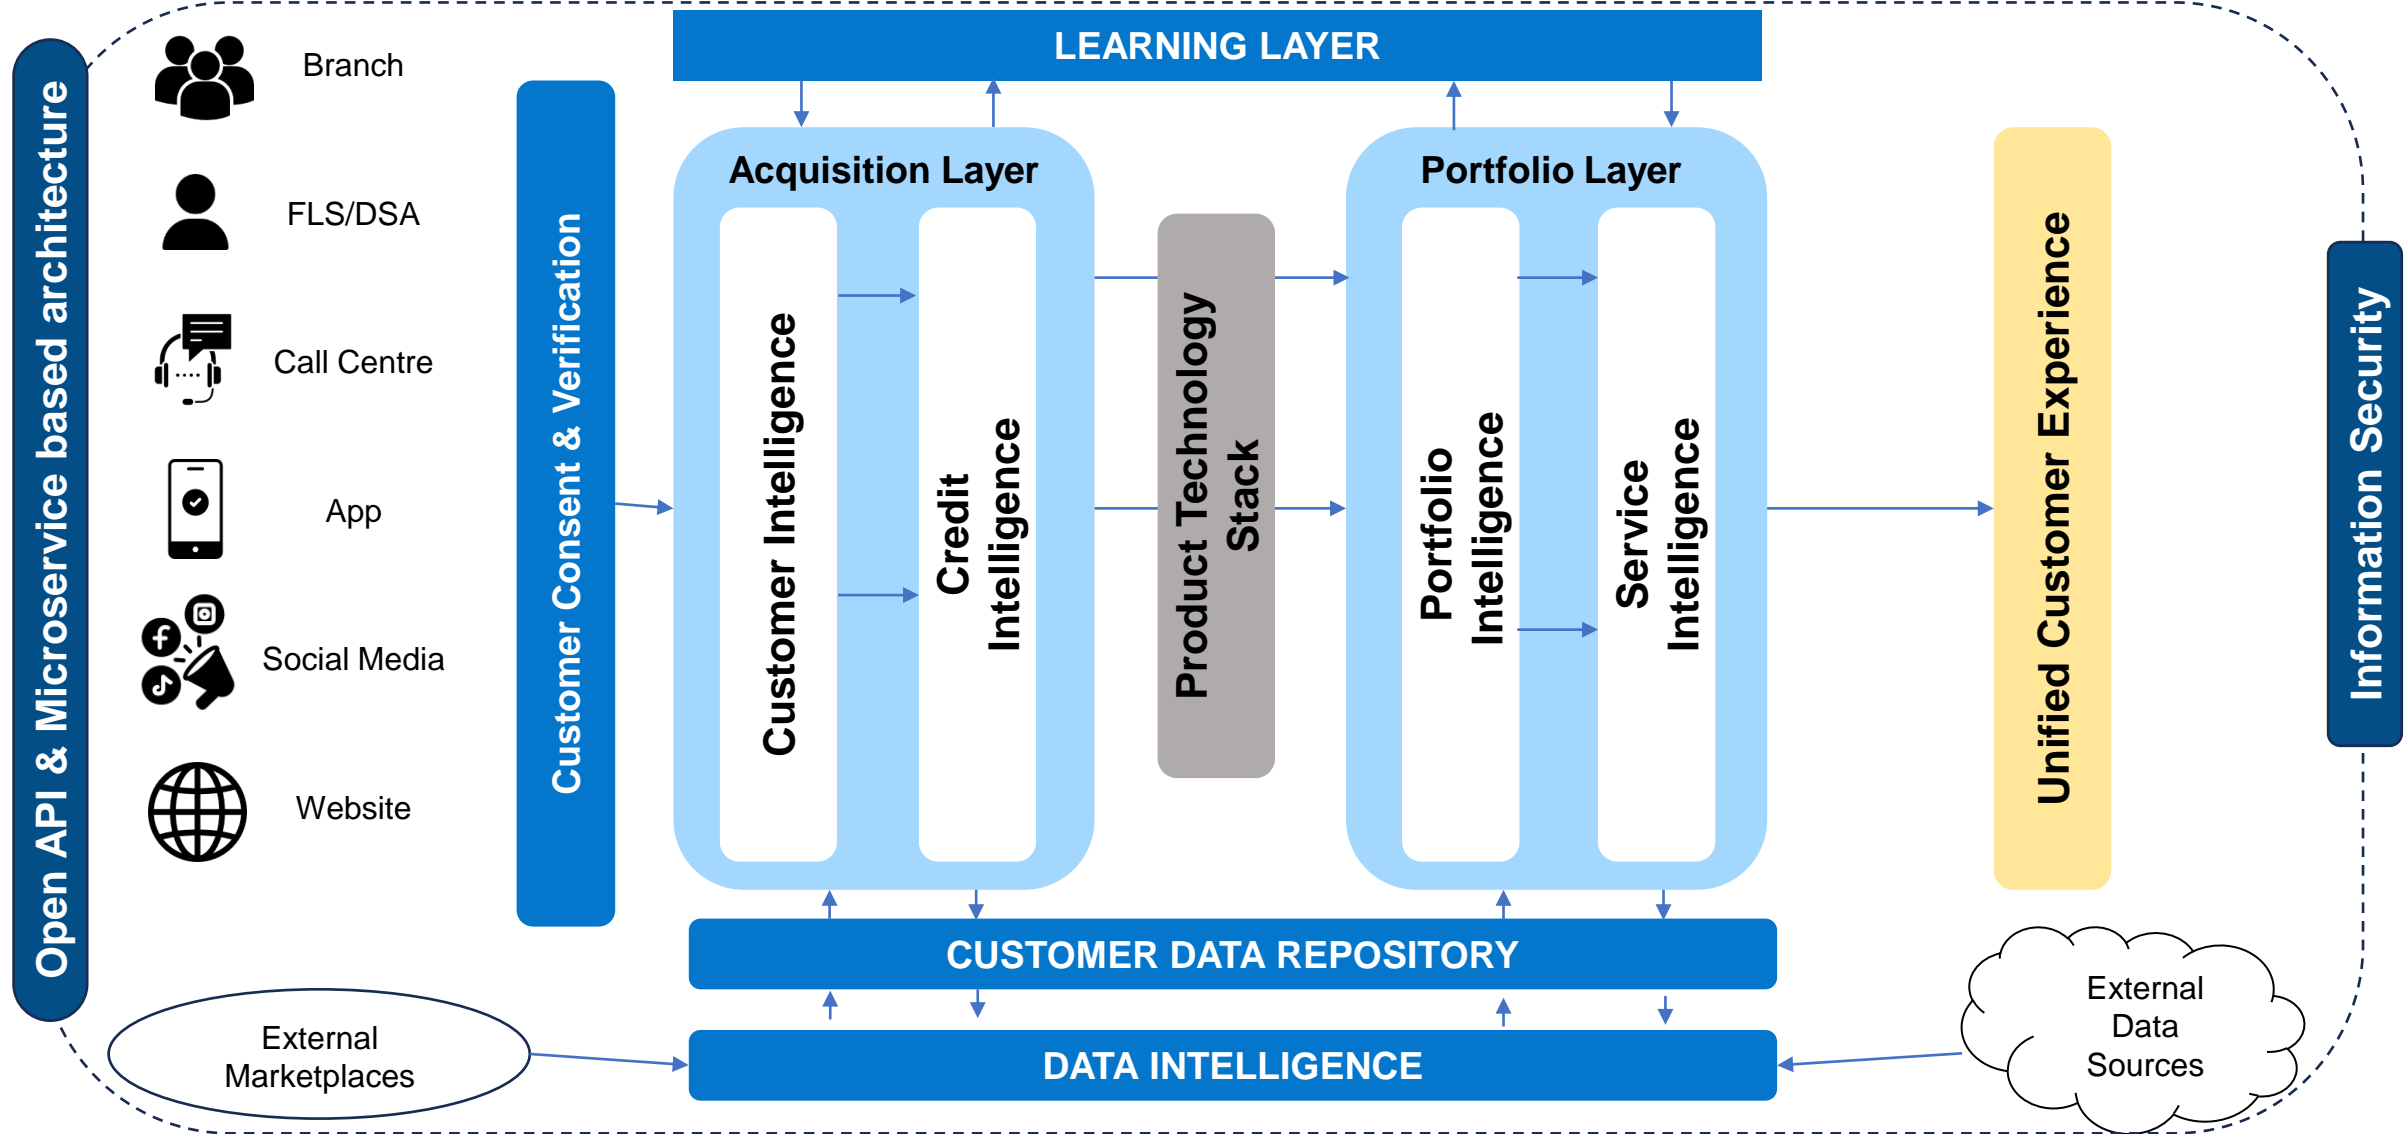 Open API & Microservice based architecture
Branch
FLS/DSA
Call Centre
App
Social Media
Website
External
Marketplaces
Customer Consent & Verification
LEARNING LAYER
Acquisition Layer
Customer Intelligence
Credit
Intelligence
Product Technology
Stack
Portfolio Layer
Portfolio
Intelligence
Service
Intelligence
CUSTOMER DATA REPOSITORY
DATA INTELLIGENCE
Unified Customer Experience
External
Data
Sources
Information Security